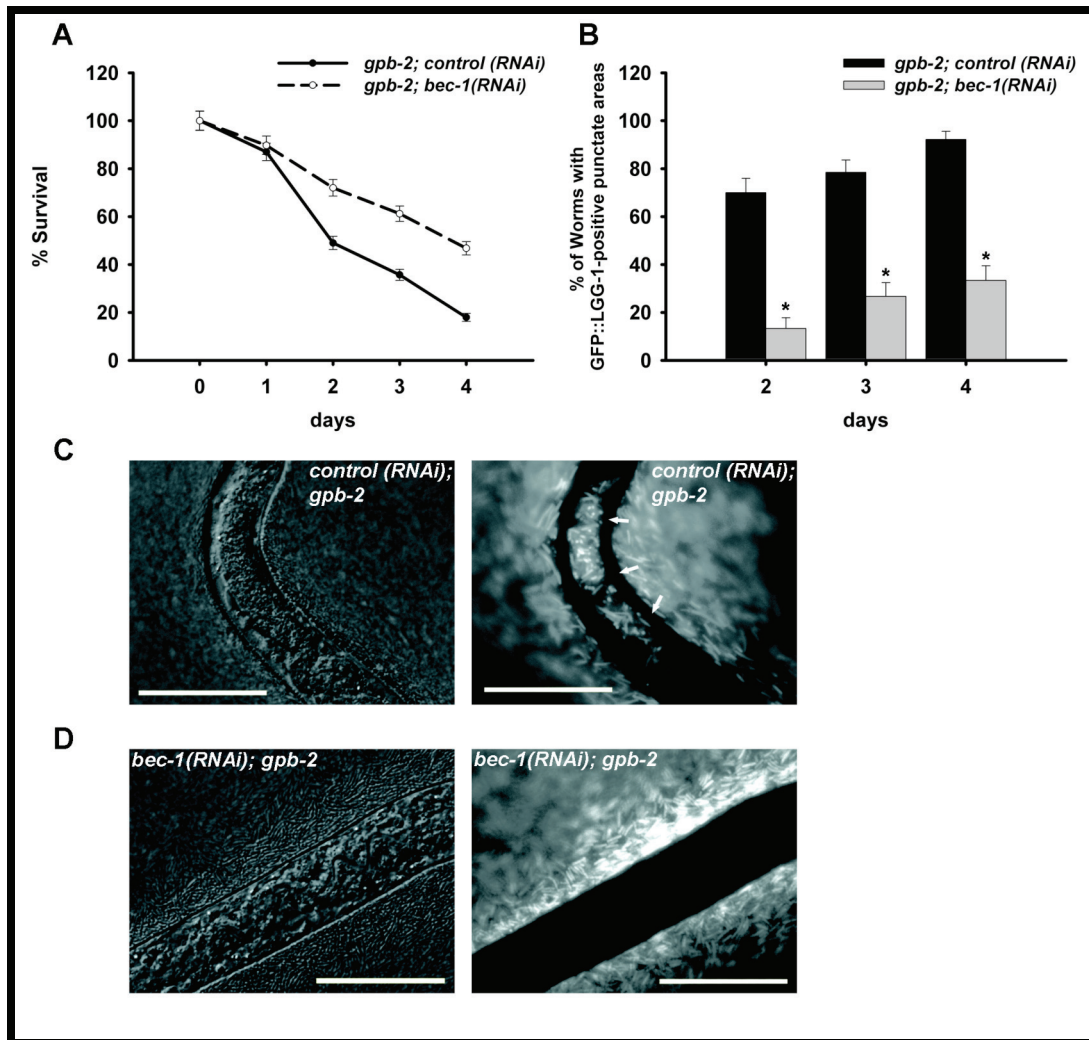 A
gpb-2; control (RNAi)
gpb-2; bec-1(RNAi)
120
100
80
60
40
20
0
% Survival
0 1 2 3 4
days
B
gpb-2; control (RNAi)
gpb-2; bec-1(RNAi)
120
100
80
60
40
20
0
% of Worms with
GFP::LGG-1-positive punctate areas
* * *
2 3 4
days
C
control (RNAi);
gpb-2
control (RNAi);
gpb-2
D
bec-1(RNAi); gpb-2
bec-1(RNAi); gpb-2